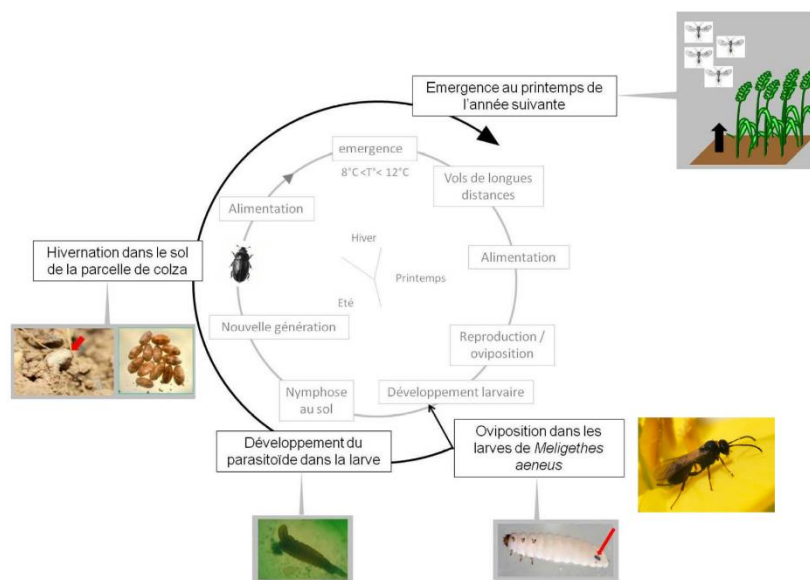 Emergence au printemps de
l'année suivante
emergence
8°C <T°< 12°C
Vols de longues
distances
Alimentation
Hiver
Hivernation dans le sol
de la parcelle de colza
Printemps
Alimentation
Eté
Nouvelle génération
Reproduction /
oviposition
Nymphose
au sol
Développement larvaire
Développement du
parasitoïde dans la larve
Oviposition dans les
larves de Meligethes
aeneus